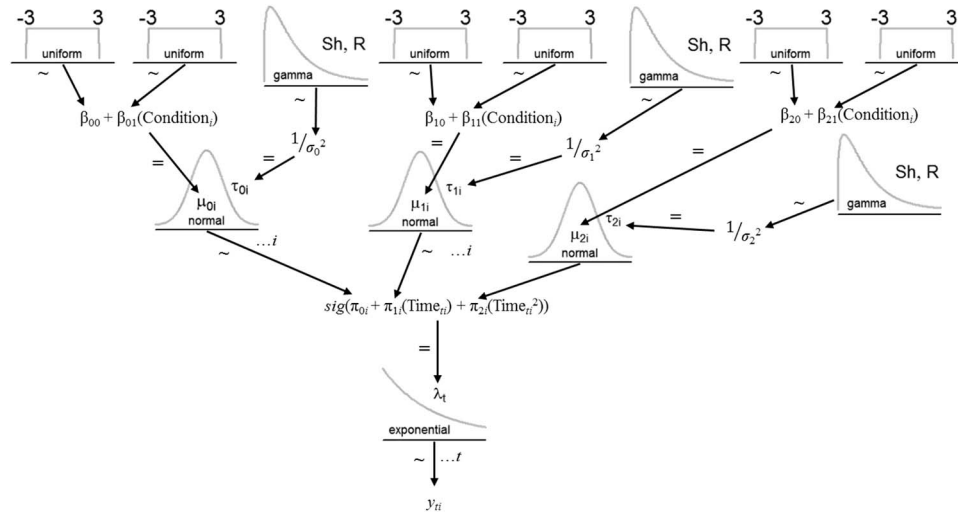 -3 3 -3 3 Sh, R -3 3 -3 3 Sh, R -3 3 -3 3
uniform uniform gamma uniform uniform gamma uniform uniform
~ ~ ~ ~ ~ ~ ~ ~
β₀₀ + β₀₁(Conditionᵢ) β₁₀ + β₁₁(Conditionᵢ) β₂₀ + β₂₁(Conditionᵢ)
1/σ₀² 1/σ₁² Sh, R
= = = = =
μ₀ᵢ τ₀ᵢ μ₁ᵢ τ₁ᵢ gamma
normal normal μ₂ᵢ τ₂ᵢ = 1/σ₂² ~
~ …i ~ …i normal
sig(π₀ᵢ + π₁ᵢ(Timeₜᵢ) + π₂ᵢ(Timeₜᵢ²))
=
λₜ
exponential
~ …t
yₜᵢ